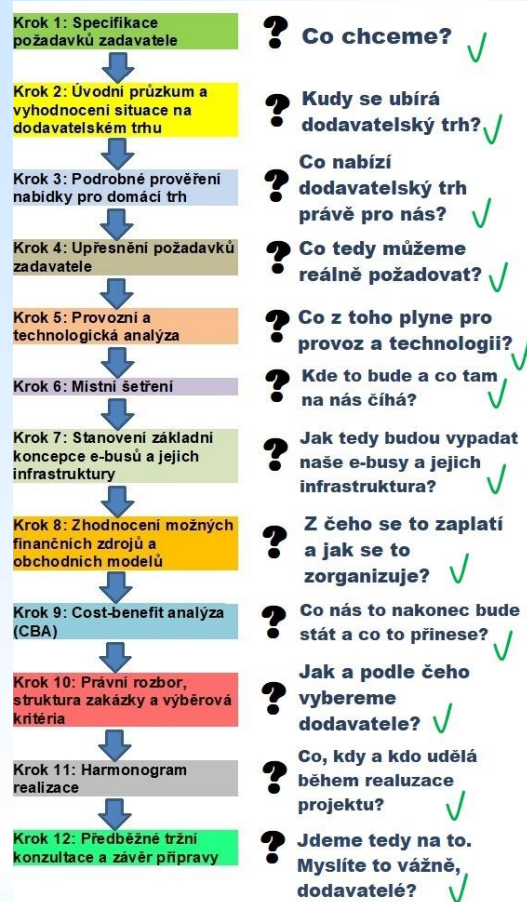 Krok 1: Specifikace
požadavků zadavatele
? Co chceme?
Krok 2: Úvodní průzkum a
vyhodnocení situace na
dodavatelském trhu
? Kudy se ubírá
dodavatelský trh?
Krok 3: Podrobné prověření
nabídky pro domácí trh
? Co nabízí
dodavatelský trh
právě pro nás?
Krok 4: Upřesnění požadavků
zadavatele
? Co tedy můžeme
reálně požadovat?
Krok 5: Provozní a
technologická analýza
? Co z toho plyne pro
provoz a technologii?
Krok 6: Místní šetření
? Kde to bude a co tam
na nás číhá?
Krok 7: Stanovení základní
koncepce e-busů a jejich
infrastruktury
? Jak tedy budou vypadat
naše e-busy a jejich
infrastruktura?
Krok 8: Zhodnocení možných
finančních zdrojů a
obchodních modelů
? Z čeho se to zaplatí
a jak se to
zorganizuje?
Krok 9: Cost-benefit analýza
(CBA)
? Co nás to nakonec bude
stát a co to přinese?
Krok 10: Právní rozbor,
struktura zakázky a výběrová
kritéria
? Jak a podle čeho
vybereme
dodavatele?
Krok 11: Harmonogram
realizace
? Co, kdy a kdo udělá
během realuzace
projektu?
Krok 12: Předběžné tržní
konzultace a závěr přípravy
? Jdeme tedy na to.
Myslíte to vážně,
dodavatelé?